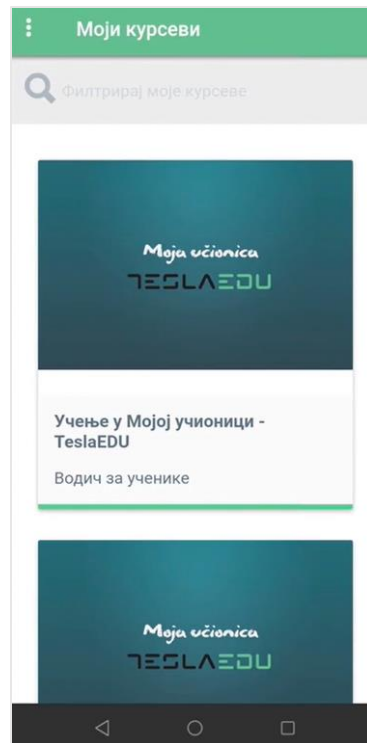 Моји курсеви
Филтрирај моје курсеве
Moja učionica
TESLAEDU
Учење у Мојој учионици -
TeslaEDU
Водич за ученике
Moja učionica
TESLAEDU